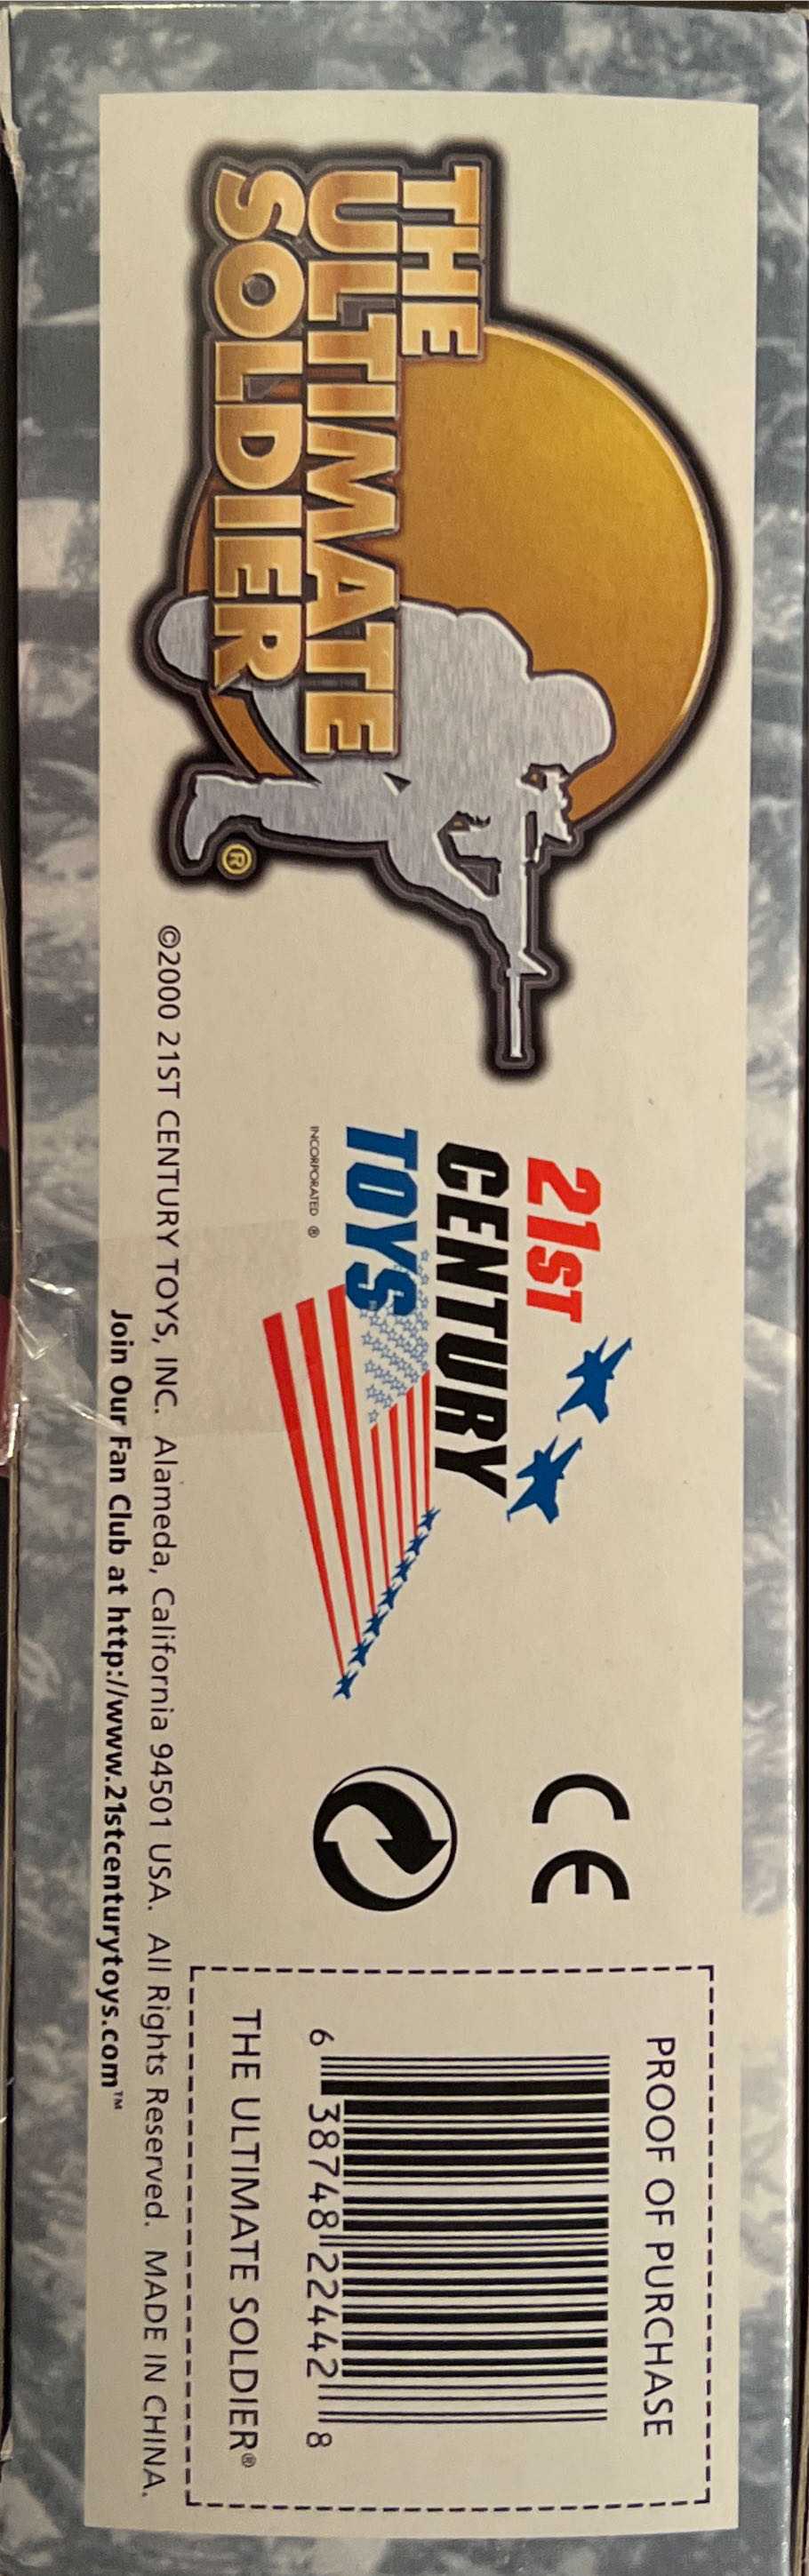 THE
ULTIMATE
SOLDIER
®
21ST
CENTURY
TOYS
INCORPORATED ®
CE
PROOF OF PURCHASE
6 38748 22442 8
THE ULTIMATE SOLDIER®
©2000 21ST CENTURY TOYS, INC. Alameda, California 94501 USA. All Rights Reserved. MADE IN CHINA.
Join Our Fan Club at http://www.21stcenturytoys.com™